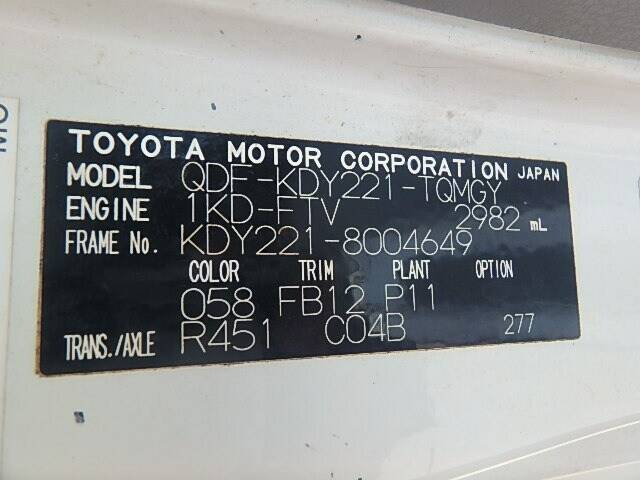 TOYOTA MOTOR CORPORATION JAPAN
MODEL QDF-KDY221-TQMGY
ENGINE 1KD-FTV 2982 mL
FRAME No. KDY221-8004649
COLOR TRIM PLANT OPTION
058 FB12 P11
TRANS./AXLE R451 C04B 277